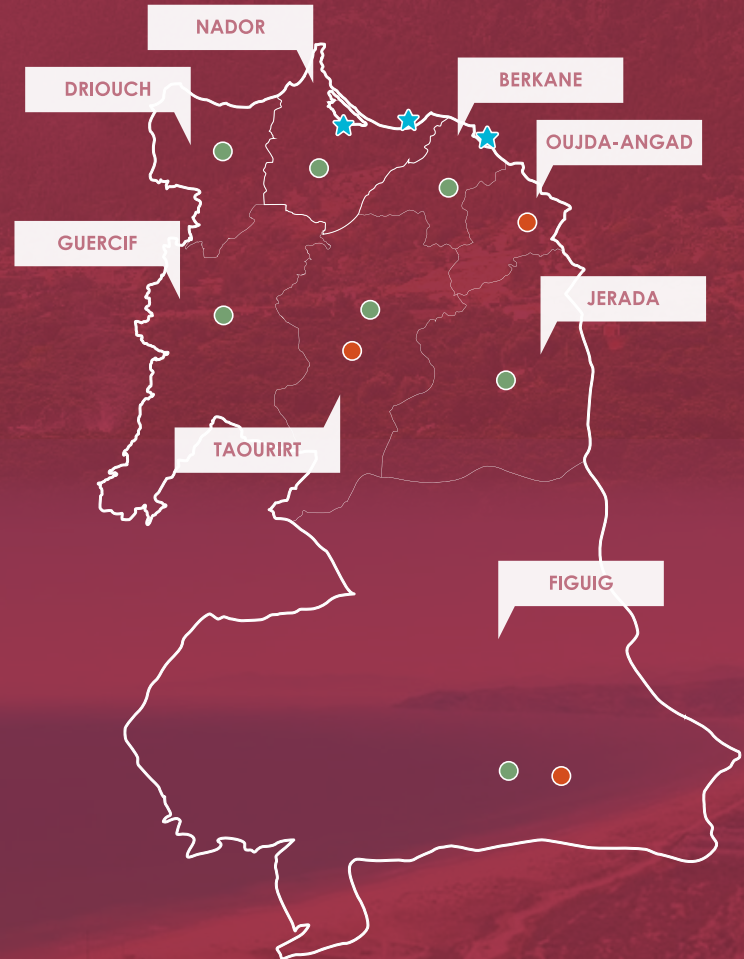 NADOR
DRIOUCH
BERKANE
OUJDA-ANGAD
GUERCIF
JERADA
TAOURIRT
FIGUIG